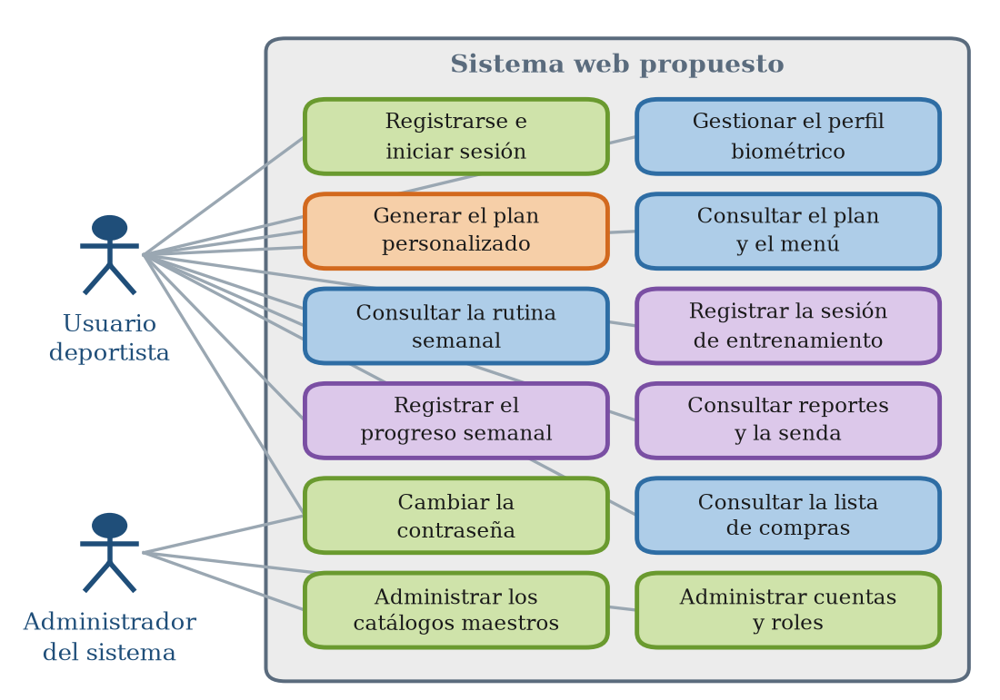 Sistema web propuesto
Registrarse e
iniciar sesión
Gestionar el perfil
biométrico
Generar el plan
personalizado
Consultar el plan
y el menú
Consultar la rutina
semanal
Registrar la sesión
de entrenamiento
Registrar el
progreso semanal
Consultar reportes
y la senda
Cambiar la
contraseña
Consultar la lista
de compras
Administrar los
catálogos maestros
Administrar cuentas
y roles
Usuario
deportista
Administrador
del sistema